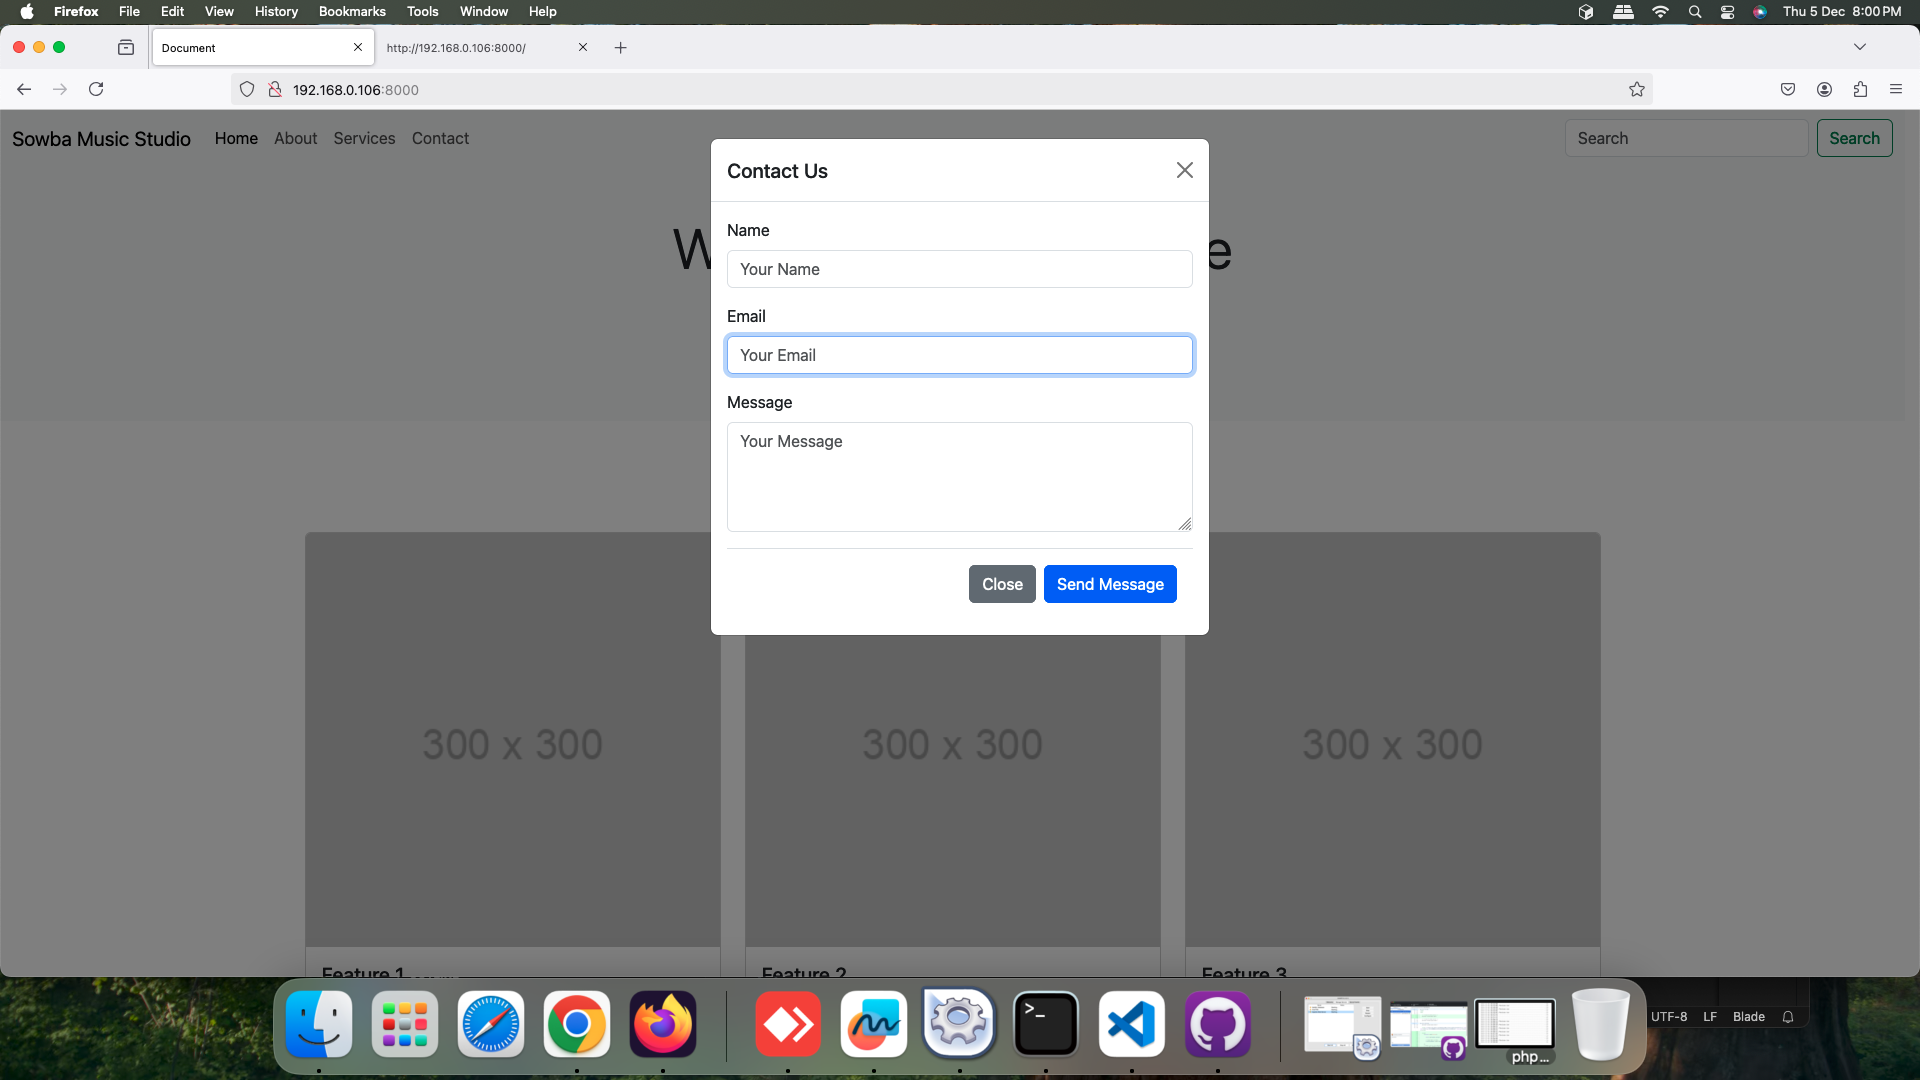 Firefox File Edit View History Bookmarks Tools Window Help Thu 5 Dec 8:00 PM
Document http://192.168.0.106:8000/
192.168.0.106:8000
Sowba Music Studio Home About Services Contact Search Search
Contact Us
W e
Name
Your Name
Email
Your Email
Message
Your Message
Close Send Message
300 x 300 300 x 300 300 x 300
Feature 1 Feature 2 Feature 3
UTF-8 LF Blade
php...